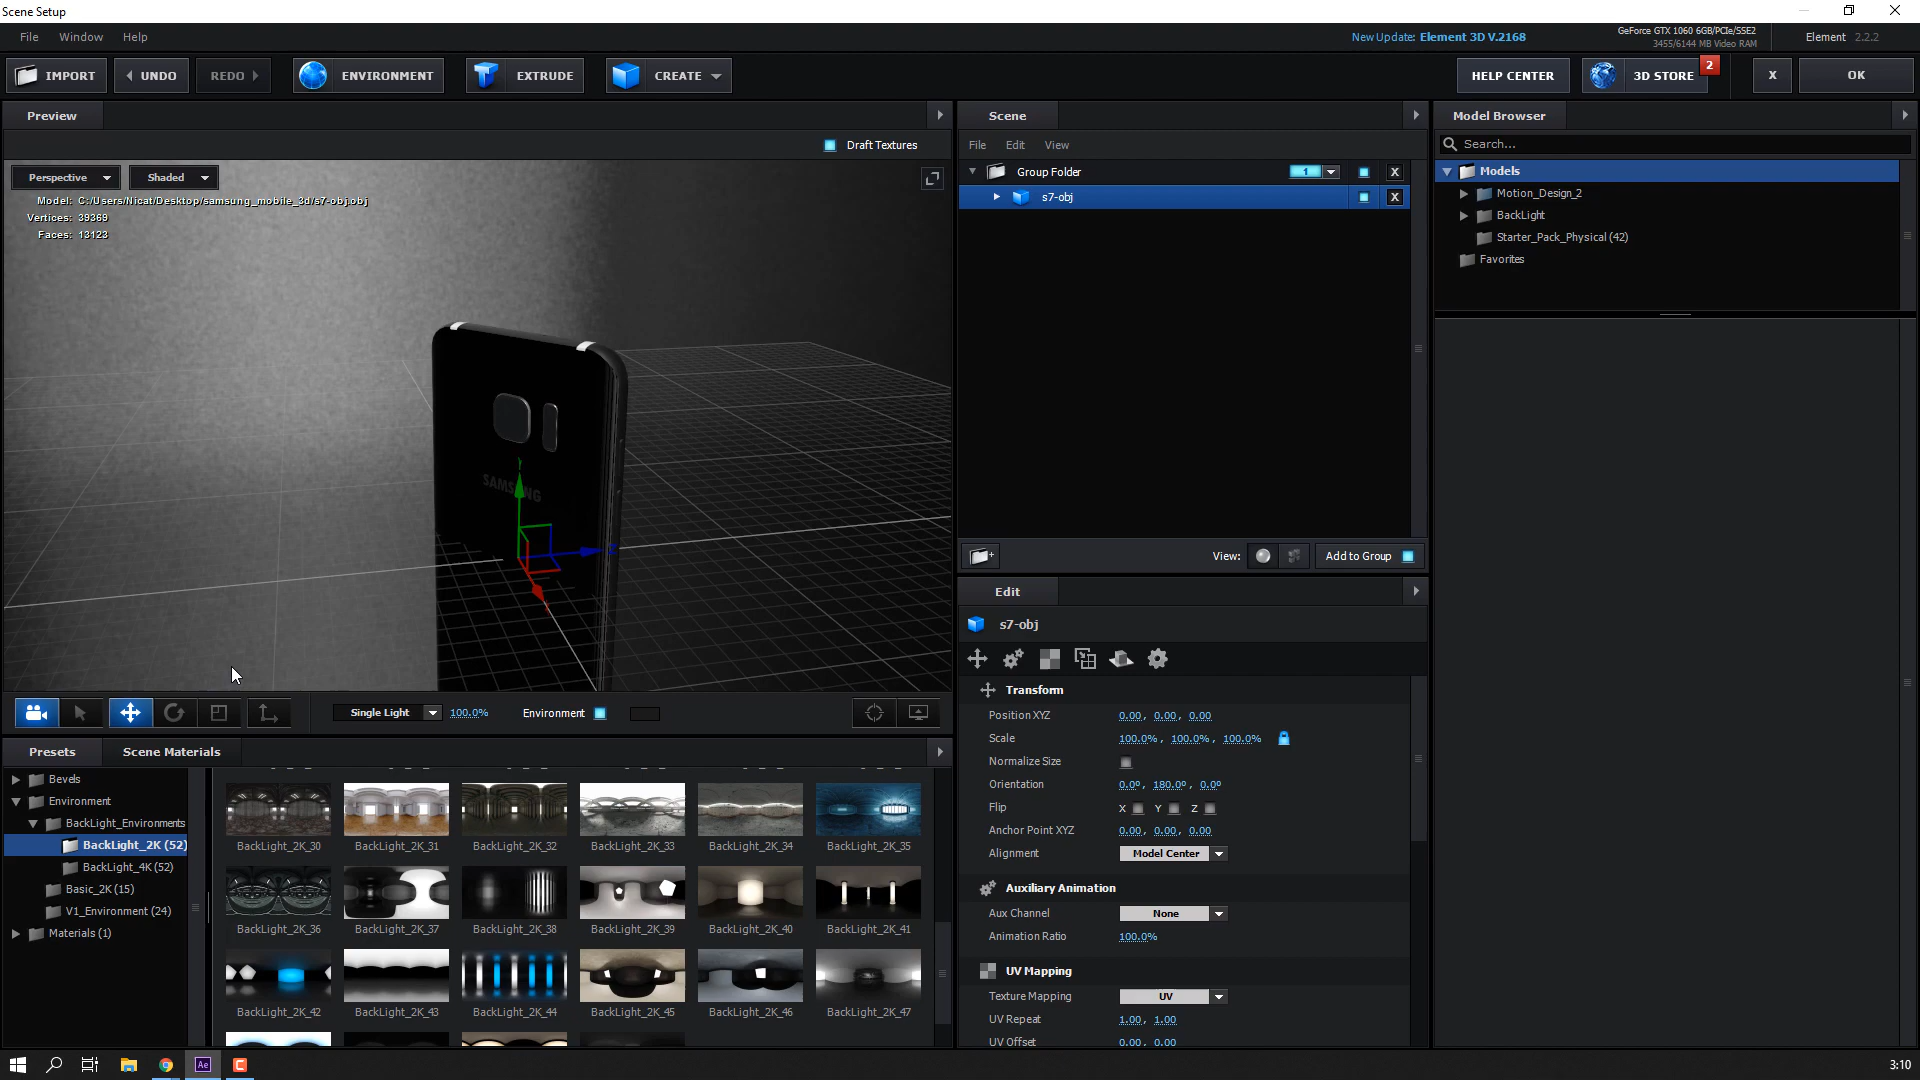 Scene Setup
File Window Help
New Update: Element 3D V.2168
GeForce GTX 1060 6GB/PCIe/SSE2
3455/6144 MB Video RAM
Element 2.2.2
IMPORT UNDO REDO ENVIRONMENT EXTRUDE CREATE
HELP CENTER 3D STORE 2 X OK
Preview
Draft Textures
Perspective Shaded
Model: C:/Users/Nicat/Desktop/samsung_mobile_3d/s7-obj.obj
Vertices: 39369
Faces: 13123
SAMSUNG
Y
Z
Single Light 100.0% Environment
Presets Scene Materials
Bevels
Environment
BackLight_Environments
BackLight_2K (52)
BackLight_4K (52)
Basic_2K (15)
V1_Environment (24)
Materials (1)
BackLight_2K_30 BackLight_2K_31 BackLight_2K_32 BackLight_2K_33 BackLight_2K_34 BackLight_2K_35
BackLight_2K_36 BackLight_2K_37 BackLight_2K_38 BackLight_2K_39 BackLight_2K_40 BackLight_2K_41
BackLight_2K_42 BackLight_2K_43 BackLight_2K_44 BackLight_2K_45 BackLight_2K_46 BackLight_2K_47
Scene
File Edit View
Group Folder 1 X
s7-obj X
View: Add to Group
Edit
s7-obj
Transform
Position XYZ 0.00, 0.00, 0.00
Scale 100.0%, 100.0%, 100.0%
Normalize Size
Orientation 0.0º, 180.0º, 0.0º
Flip X Y Z
Anchor Point XYZ 0.00, 0.00, 0.00
Alignment Model Center
Auxiliary Animation
Aux Channel None
Animation Ratio 100.0%
UV Mapping
Texture Mapping UV
UV Repeat 1.00, 1.00
UV Offset 0.00, 0.00
Model Browser
Search...
Models
Motion_Design_2
BackLight
Starter_Pack_Physical (42)
Favorites
Ae
C
3:10